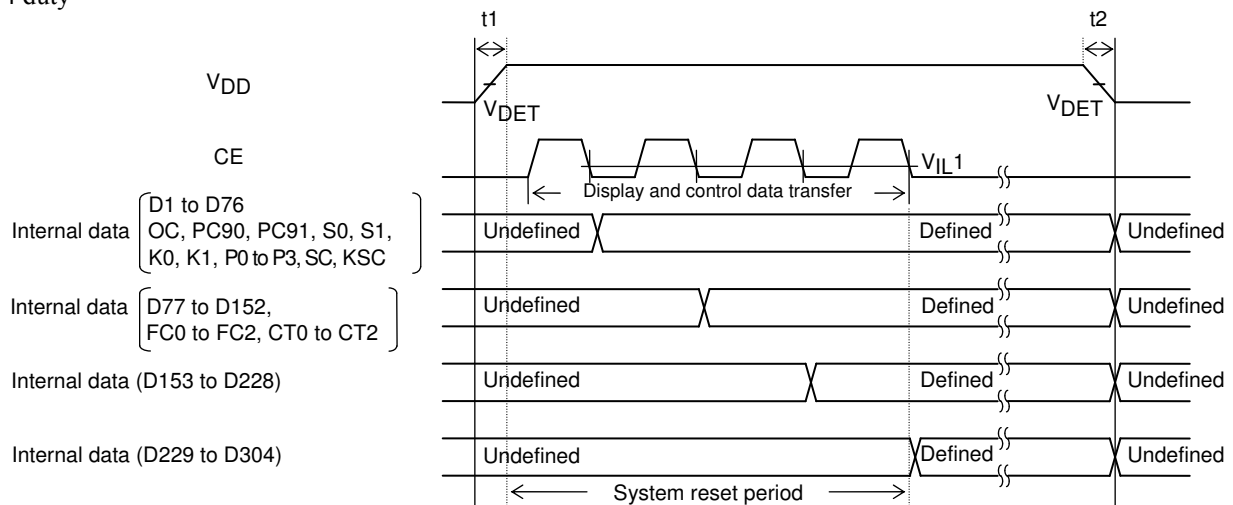 duty
t1
t2
VDD
VDET
VDET
CE
VIL1
Display and control data transfer
Internal data
D1 to D76
OC, PC90, PC91, S0, S1,
K0, K1, P0 to P3, SC, KSC
Undefined
Defined
Undefined
Internal data
D77 to D152,
FC0 to FC2, CT0 to CT2
Undefined
Defined
Undefined
Internal data (D153 to D228)
Undefined
Defined
Undefined
Internal data (D229 to D304)
Undefined
Defined
Undefined
System reset period